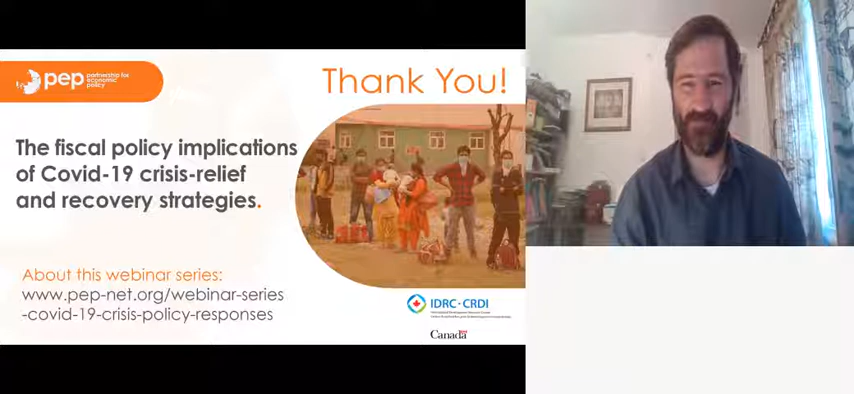 pep partnership for
economic
policy
Thank You!
The fiscal policy implications
of Covid-19 crisis-relief
and recovery strategies.
About this webinar series:
www.pep-net.org/webinar-series
-covid-19-crisis-policy-responses
IDRC · CRDI
Canada